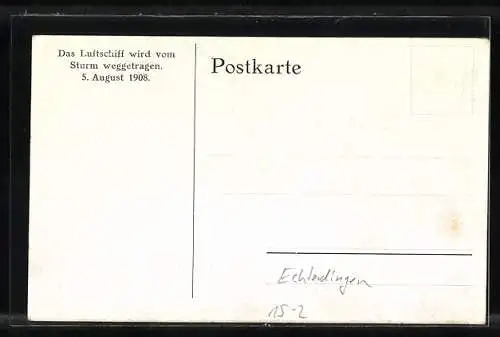 Das Luftschiff wird vom
Sturm weggetragen.
5. August 1908.
Postkarte
Echterdingen
15-2